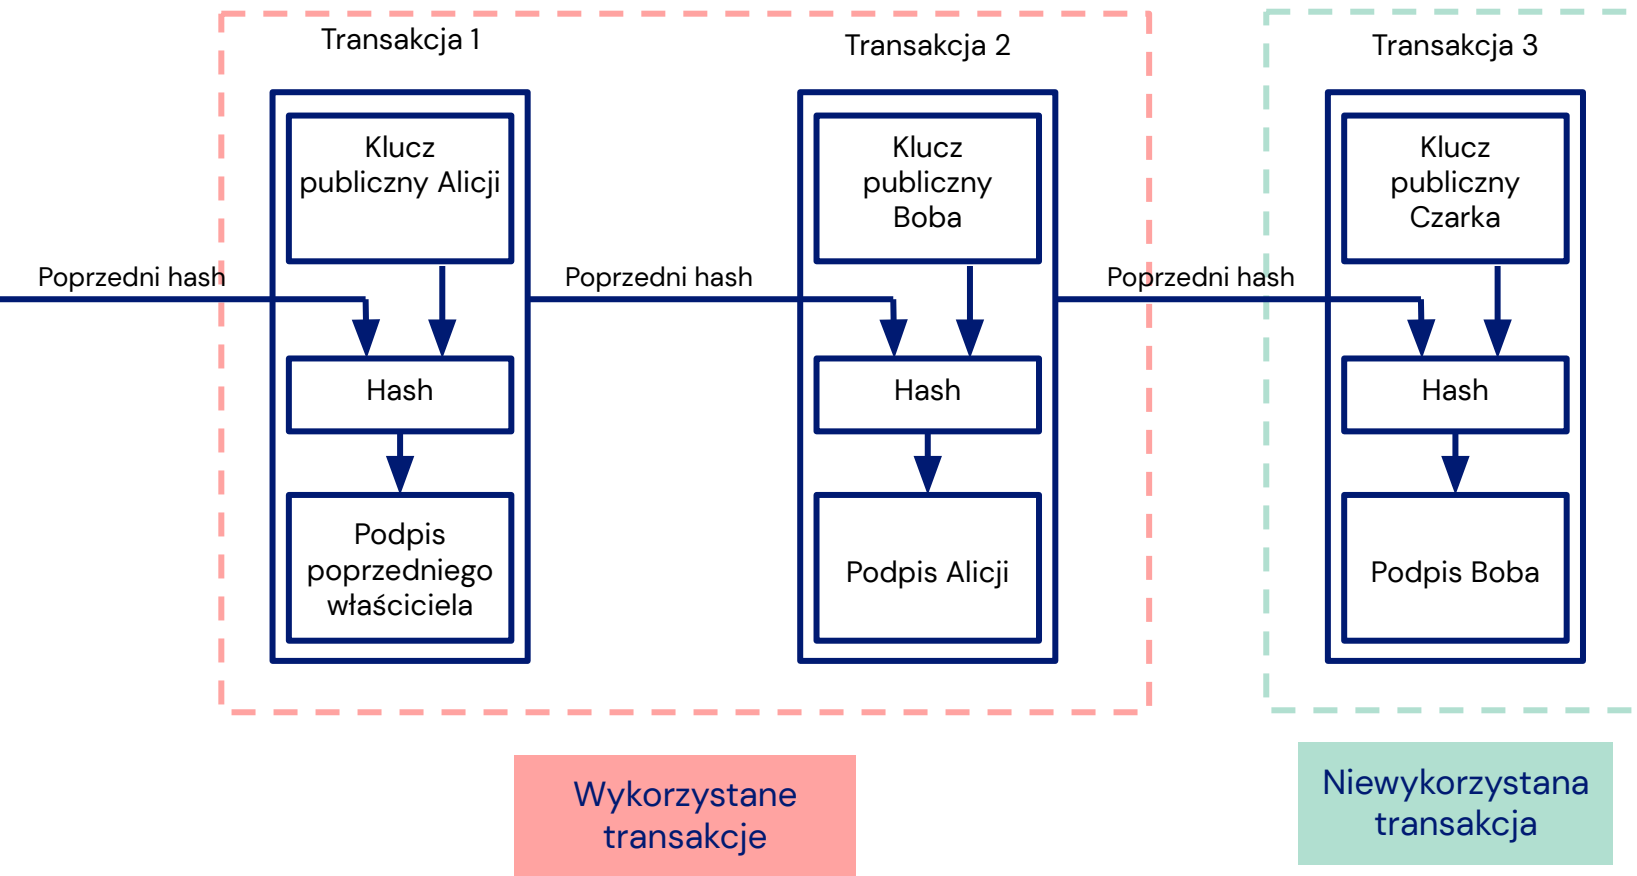 Transakcja 1
Transakcja 2
Transakcja 3
Klucz
publiczny Alicji
Klucz
publiczny
Boba
Klucz
publiczny
Czarka
Poprzedni hash
Poprzedni hash
Poprzedni hash
Hash
Hash
Hash
Podpis
poprzedniego
właściciela
Podpis Alicji
Podpis Boba
Wykorzystane
transakcje
Niewykorzystana
transakcja